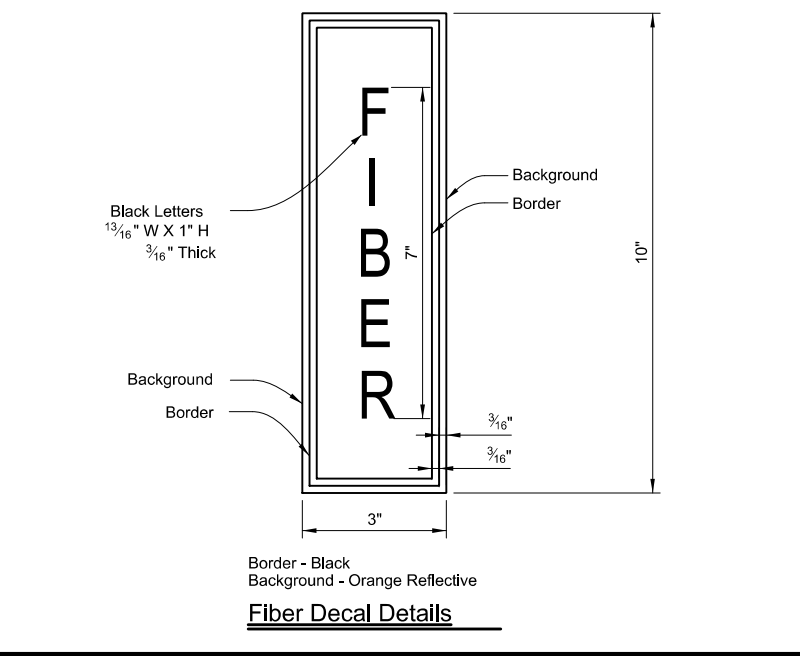 F
I
B
E
R
7"
10"
Background
Border
Black Letters
13/16" W X 1" H
3/16" Thick
Background
Border
3/16"
3/16"
3"
Border - Black
Background - Orange Reflective
Fiber Decal Details